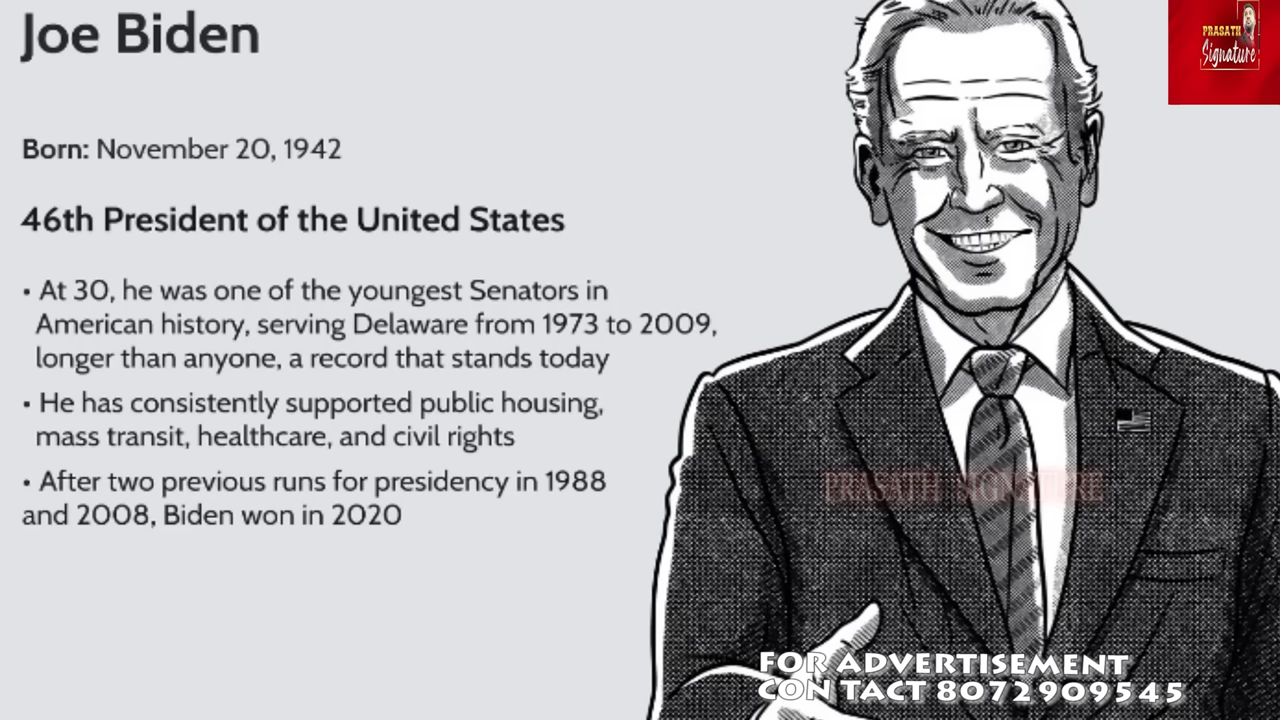 Joe Biden
PRASATH
Signature
Born: November 20, 1942
46th President of the United States
• At 30, he was one of the youngest Senators in
American history, serving Delaware from 1973 to 2009,
longer than anyone, a record that stands today
• He has consistently supported public housing,
mass transit, healthcare, and civil rights
• After two previous runs for presidency in 1988
and 2008, Biden won in 2020
PRASATH SIGNATURE
FOR ADVERTISEMENT
CON TACT 8072909545